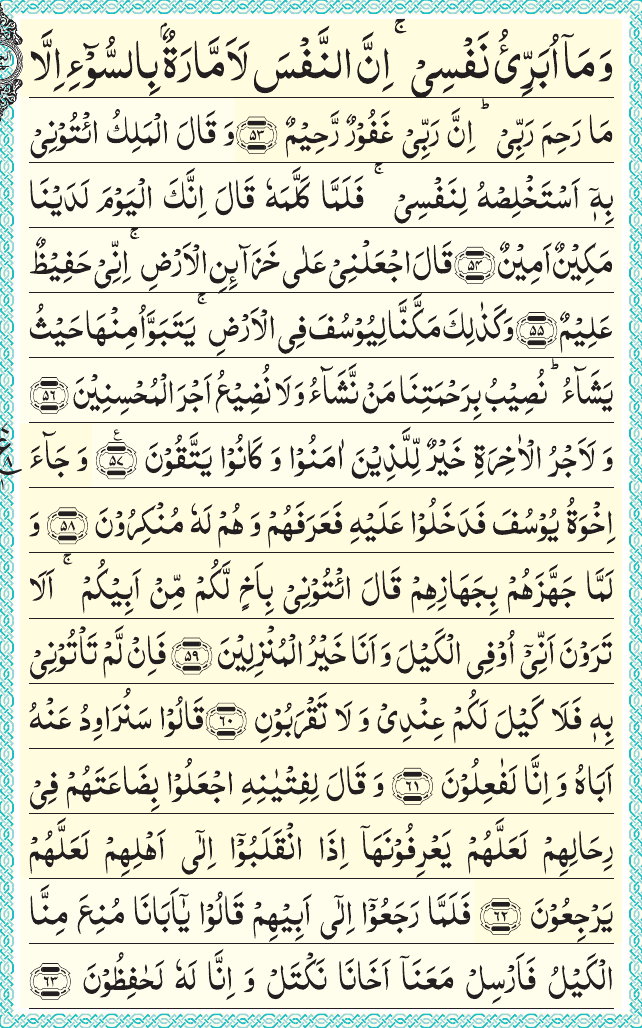 وَمَاۤ اُبَرِّئُ نَفۡسِىۡ‌ۚ اِنَّ النَّفۡسَ لَاَمَّارَةٌۢ بِالسُّوۡٓءِ اِلَّا
مَا رَحِمَ رَبِّىۡ ؕ اِنَّ رَبِّىۡ غَفُوۡرٌ رَّحِيۡمٌ ﴿۵۳﴾ وَ قَالَ الۡمَلِكُ ائۡتُوۡنِىۡ
بِهٖۤ اَسۡتَخۡلِصۡهُ لِنَفۡسِىۡ‌ۚ فَلَمَّا كَلَّمَهٗ قَالَ اِنَّكَ الۡيَوۡمَ لَدَيۡنَا
مَكِيۡنٌ اَمِيۡنٌ ﴿۵۴﴾ قَالَ اجۡعَلۡنِىۡ عَلٰى خَزَآئِنِ الۡاَرۡضِ‌ۚ اِنِّىۡ حَفِيۡظٌ
عَلِيۡمٌ ﴿۵۵﴾ وَكَذٰلِكَ مَكَّنَّا لِيُوۡسُفَ فِى الۡاَرۡضِ‌ۚ يَتَبَوَّاُ مِنۡهَا حَيۡثُ
يَشَآءُ‌ ؕ نُصِيۡبُ بِرَحۡمَتِنَا مَنۡ نَّشَآءُ وَلَا نُضِيۡعُ اَجۡرَ الۡمُحۡسِنِيۡنَ ﴿۵۶﴾
وَ لَاَجۡرُ الۡاٰخِرَةِ خَيۡرٌ لِّلَّذِيۡنَ اٰمَنُوۡا وَ كَانُوۡا يَتَّقُوۡنَ ﴿۵۷﴾ وَ جَآءَ
اِخۡوَةُ يُوۡسُفَ فَدَخَلُوۡا عَلَيۡهِ فَعَرَفَهُمۡ وَ هُمۡ لَهٗ مُنۡكِرُوۡنَ ﴿۵۸﴾ وَ
لَمَّا جَهَّزَهُمۡ بِجَهَازِهِمۡ قَالَ ائۡتُوۡنِىۡ بِاَخٍ لَّكُمۡ مِّنۡ اَبِيۡكُمۡ‌ۚ اَلَا
تَرَوۡنَ اَنِّىۡۤ اُوۡفِى الۡكَيۡلَ وَ اَنَا خَيۡرُ الۡمُنۡزِلِيۡنَ ﴿۵۹﴾ فَاِنۡ لَّمۡ تَاۡتُوۡنِىۡ
بِهٖ فَلَا كَيۡلَ لَكُمۡ عِنۡدِىۡ وَ لَا تَقۡرَبُوۡنِ ﴿۶۰﴾ قَالُوۡا سَنُرَاوِدُ عَنۡهُ
اَبَاهُ وَ اِنَّا لَفٰعِلُوۡنَ ﴿۶۱﴾ وَ قَالَ لِفِتۡيٰنِهِ اجۡعَلُوۡا بِضَاعَتَهُمۡ فِىۡ
رِحَالِهِمۡ لَعَلَّهُمۡ يَعۡرِفُوۡنَهَاۤ اِذَا انْقَلَبُوۡۤا اِلٰٓى اَهۡلِهِمۡ لَعَلَّهُمۡ
يَرۡجِعُوۡنَ ﴿۶۲﴾ فَلَمَّا رَجَعُوۡۤا اِلٰٓى اَبِيۡهِمۡ قَالُوۡا يٰۤاَبَانَا مُنِعَ مِنَّا
الۡكَيۡلُ فَاَرۡسِلۡ مَعَنَاۤ اَخَانَا نَكۡتَلۡ وَ اِنَّا لَهٗ لَحٰفِظُوۡنَ ﴿۶۳﴾